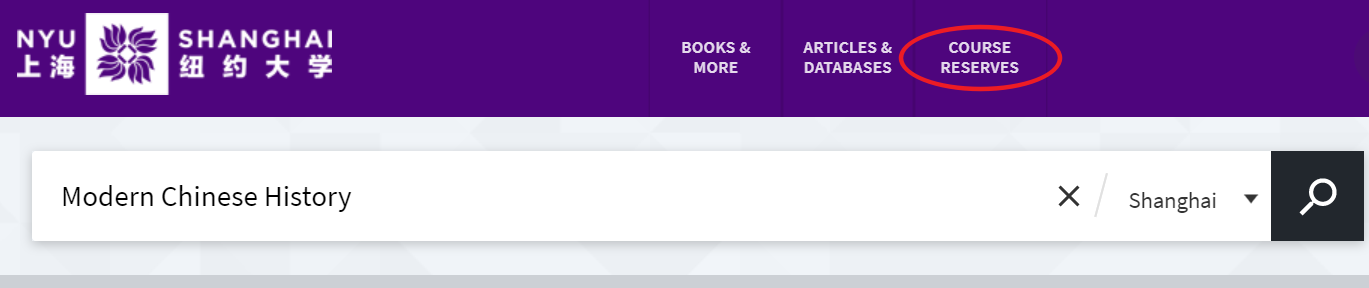 NYU SHANGHAI
上海 纽约大学
BOOKS &
MORE
ARTICLES &
DATABASES
COURSE
RESERVES
Modern Chinese History
Shanghai